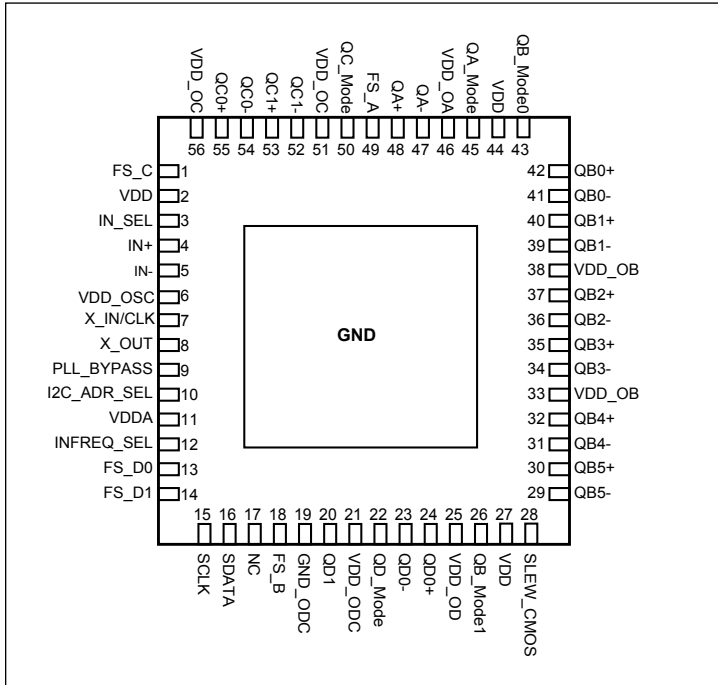 VDD_OC
QC0+
QC0-
QC1+
QC1-
VDD_OC
QC_Mode
FS_A
QA+
QA-
VDD_OA
QA_Mode
VDD
QB_Mode0
56 55 54 53 52 51 50 49 48 47 46 45 44 43
FS_C 1
VDD 2
IN_SEL 3
IN+ 4
IN- 5
VDD_OSC 6
X_IN/CLK 7
X_OUT 8
PLL_BYPASS 9
I2C_ADR_SEL 10
VDDA 11
INFREQ_SEL 12
FS_D0 13
FS_D1 14
GND
42 QB0+
41 QB0-
40 QB1+
39 QB1-
38 VDD_OB
37 QB2+
36 QB2-
35 QB3+
34 QB3-
33 VDD_OB
32 QB4+
31 QB4-
30 QB5+
29 QB5-
15 16 17 18 19 20 21 22 23 24 25 26 27 28
SCLK
SDATA
NC
FS_B
GND_ODC
QD1
VDD_ODC
QD_Mode
QD0-
QD0+
VDD_OD
QB_Mode1
VDD
SLEW_CMOS